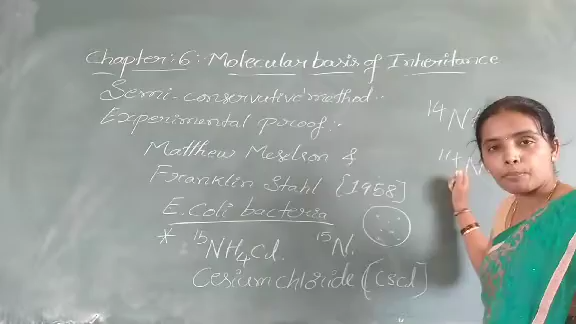 Chapter:6: Molecular basis of Inheritance
Semi-conservative method:-
Experimental proof:-
Matthew Meselson &
Franklin Stahl [1958]
E.Coli bacteria
* ¹⁵NH₄Cl. ¹⁵N.
Cesium chloride [Cscl]
¹⁴N
¹⁴N